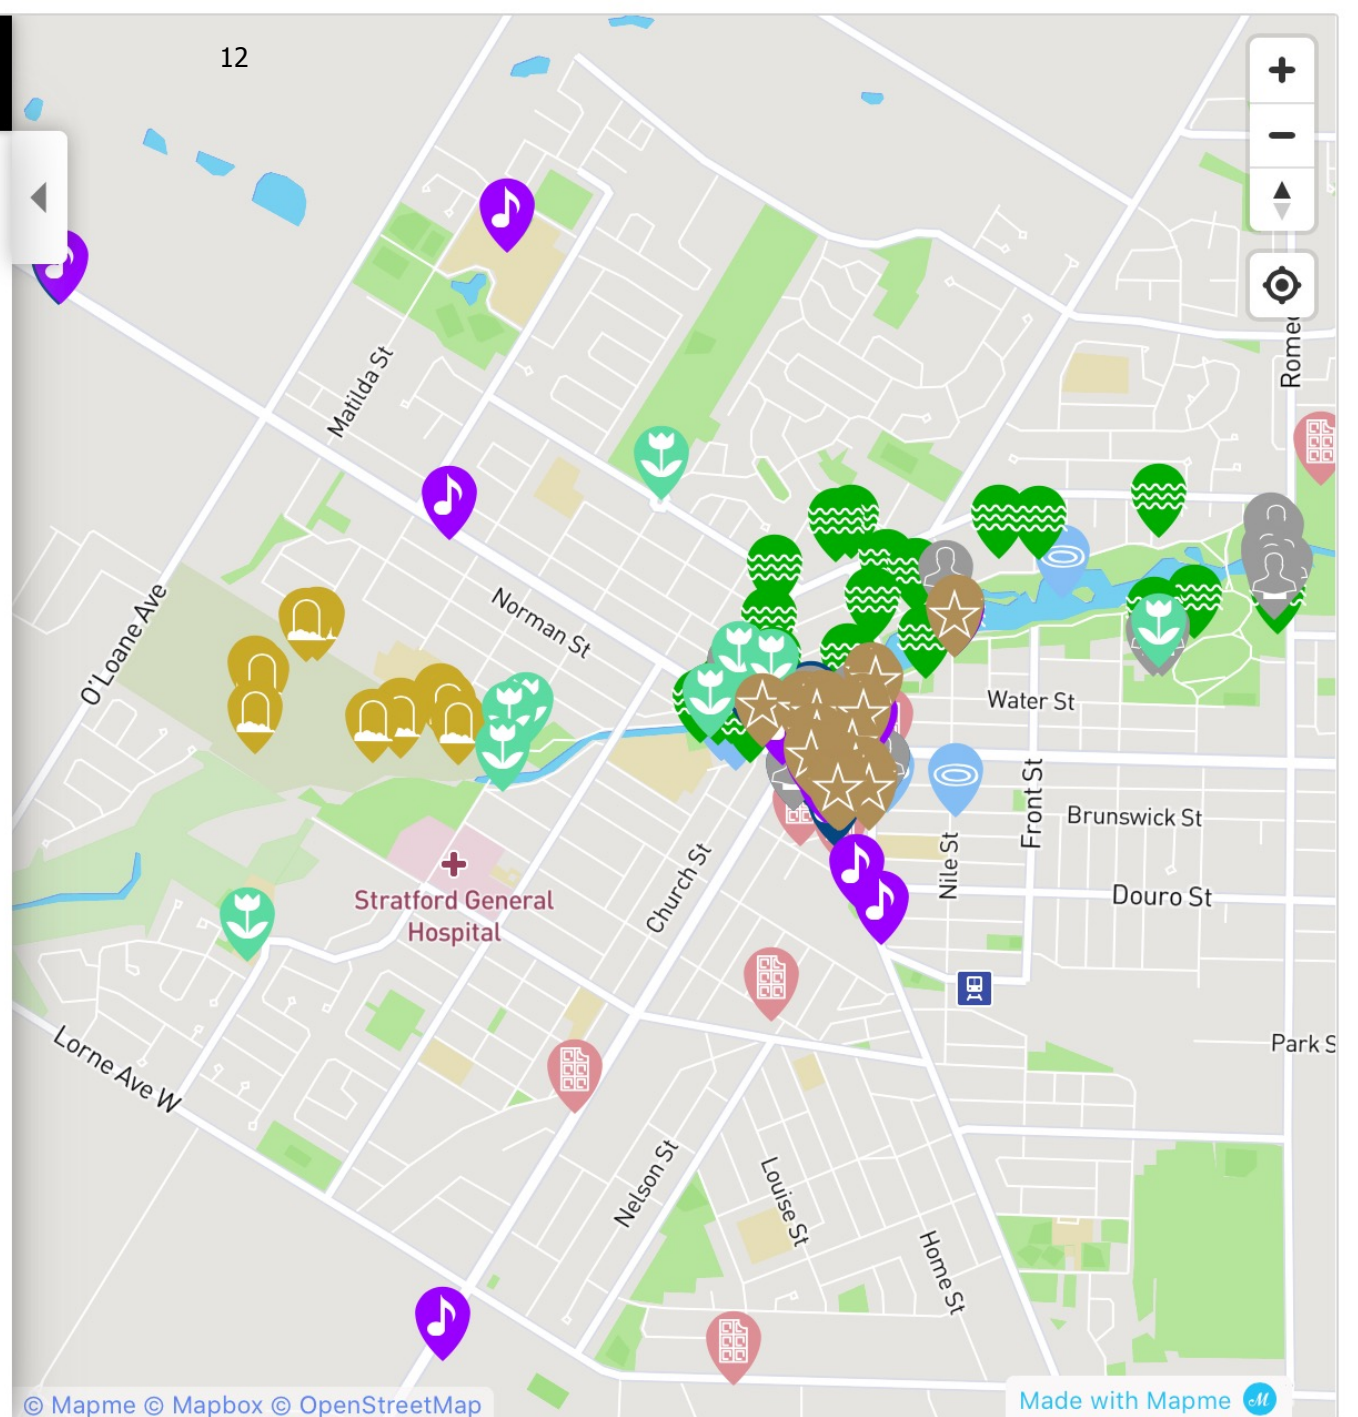 12
Romeo
Matilda St
Norman St
O'Loane Ave
Water St
Front St
Brunswick St
Nile St
Douro St
Church St
Stratford General
Hospital
Park S
Lorne Ave W
Nelson St
Louise St
Home St
© Mapme © Mapbox © OpenStreetMap
Made with Mapme